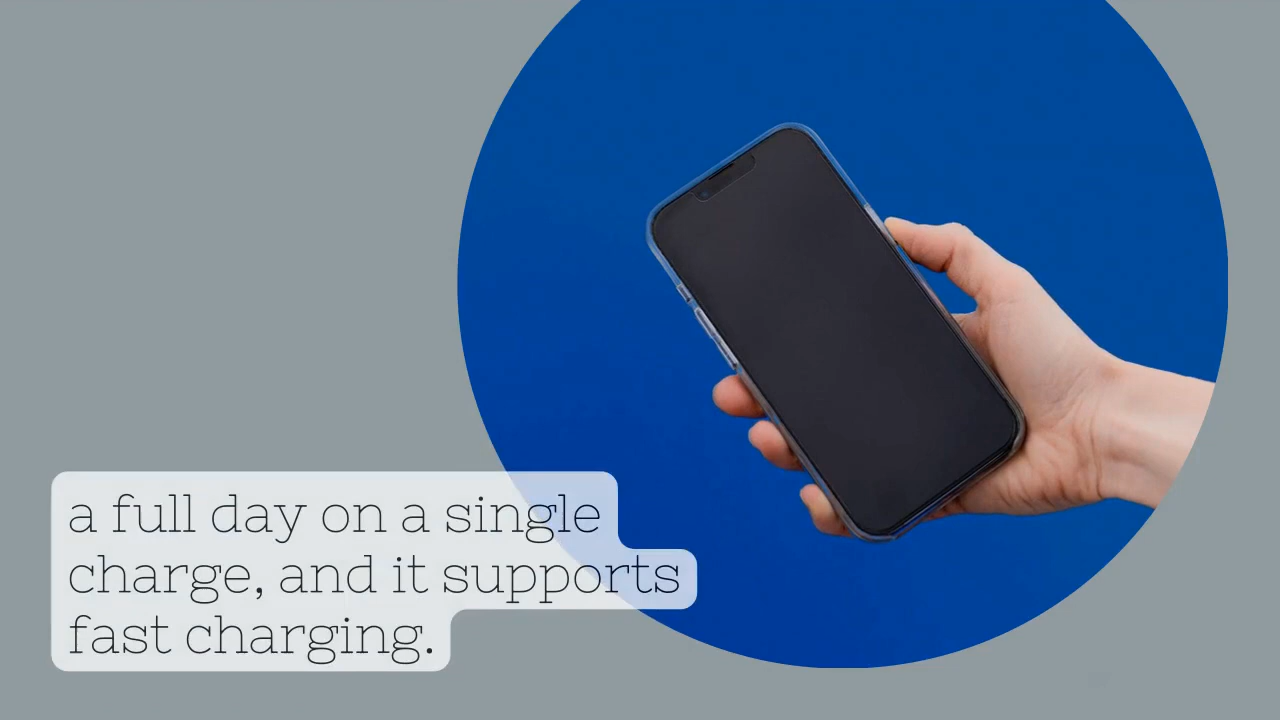 a full day on a single
charge, and it supports
fast charging.